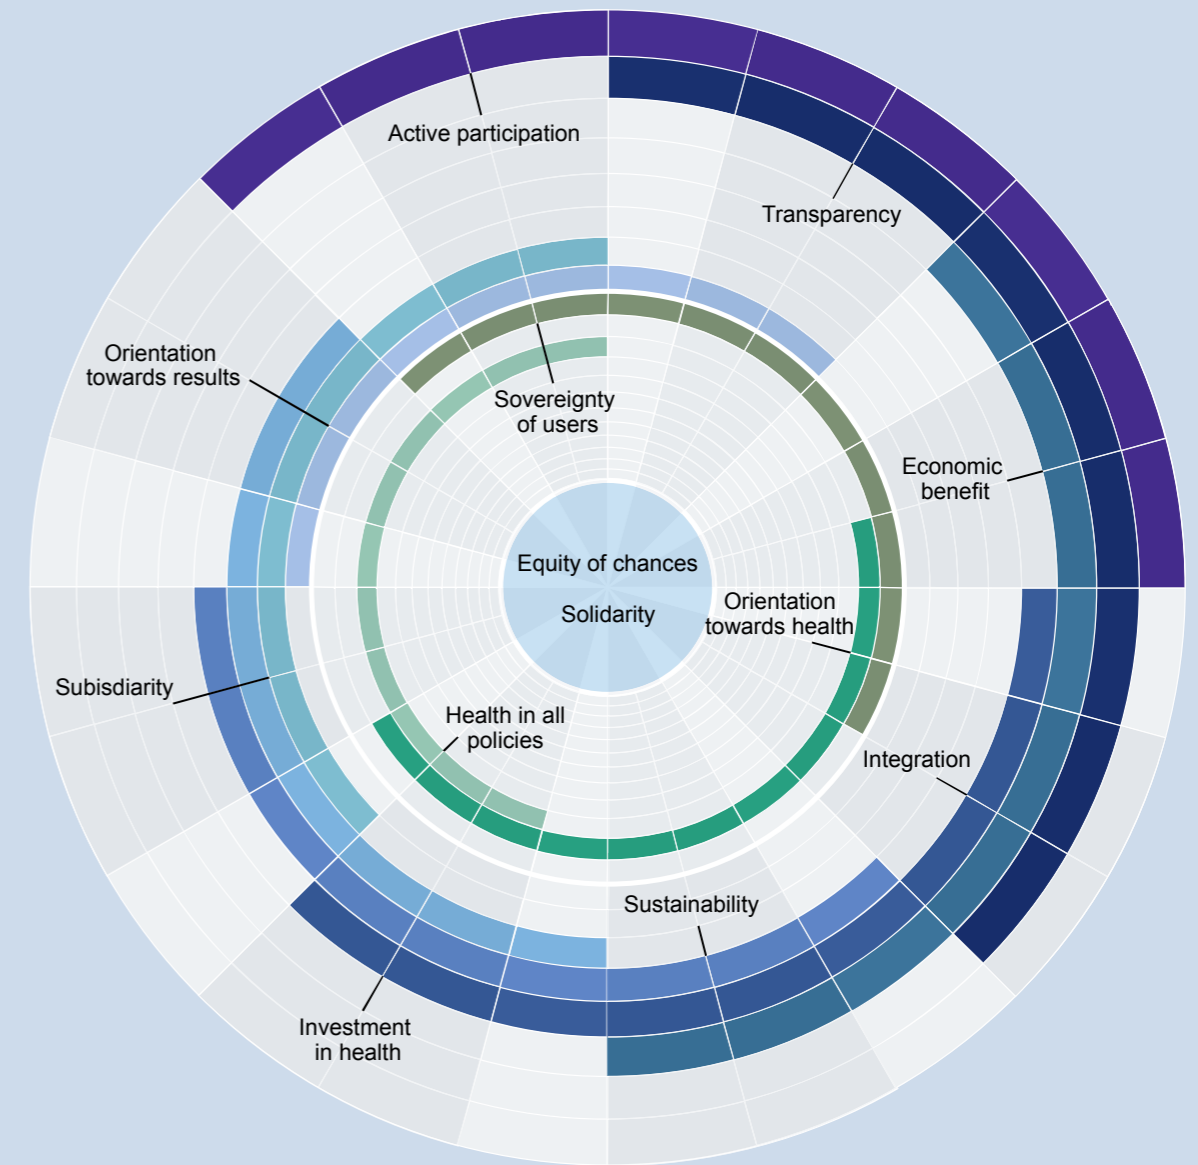 Active participation
Transparency
Orientation
towards results
Sovereignty
of users
Economic
benefit
Equity of chances
Solidarity
Orientation
towards health
Subisdiarity
Health in all
policies
Integration
Sustainability
Investment
in health